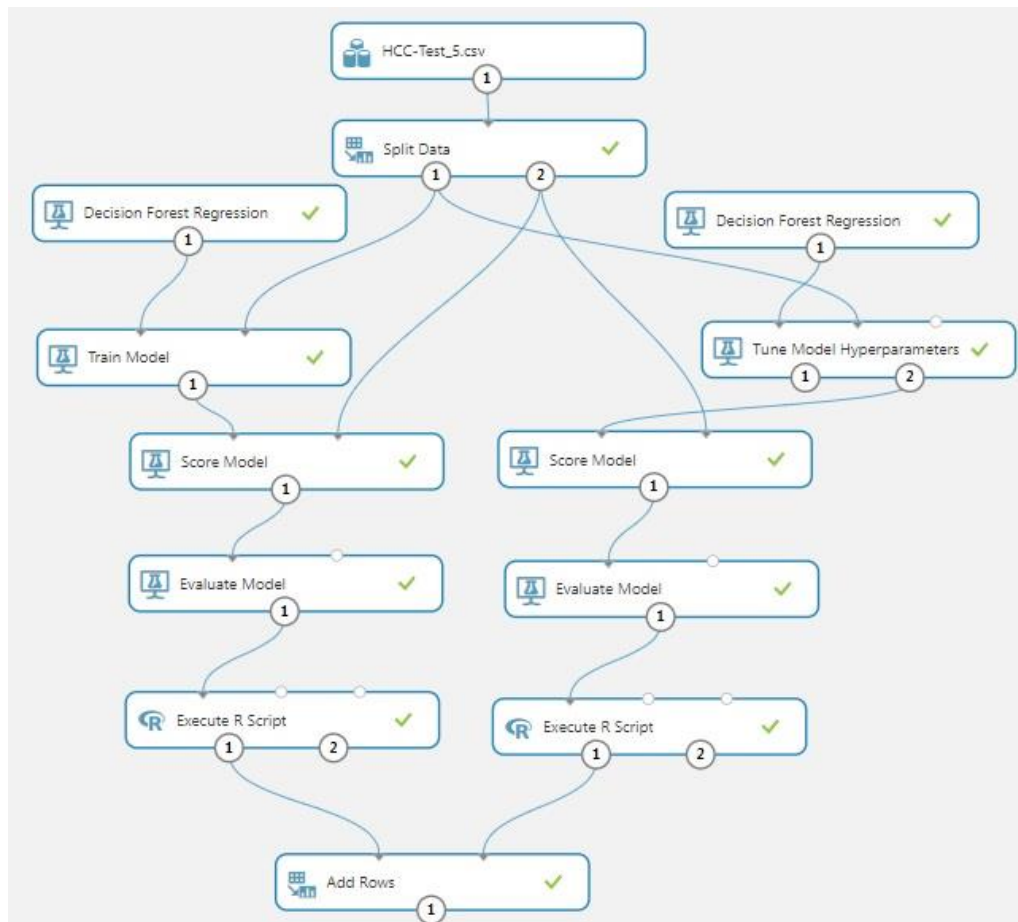 HCC-Test_5.csv
1
Split Data
1 2
Decision Forest Regression
1
Decision Forest Regression
1
Train Model
1
Tune Model Hyperparameters
1 2
Score Model
1
Score Model
1
Evaluate Model
1
Evaluate Model
1
R Execute R Script
1 2
R Execute R Script
1 2
Add Rows
1